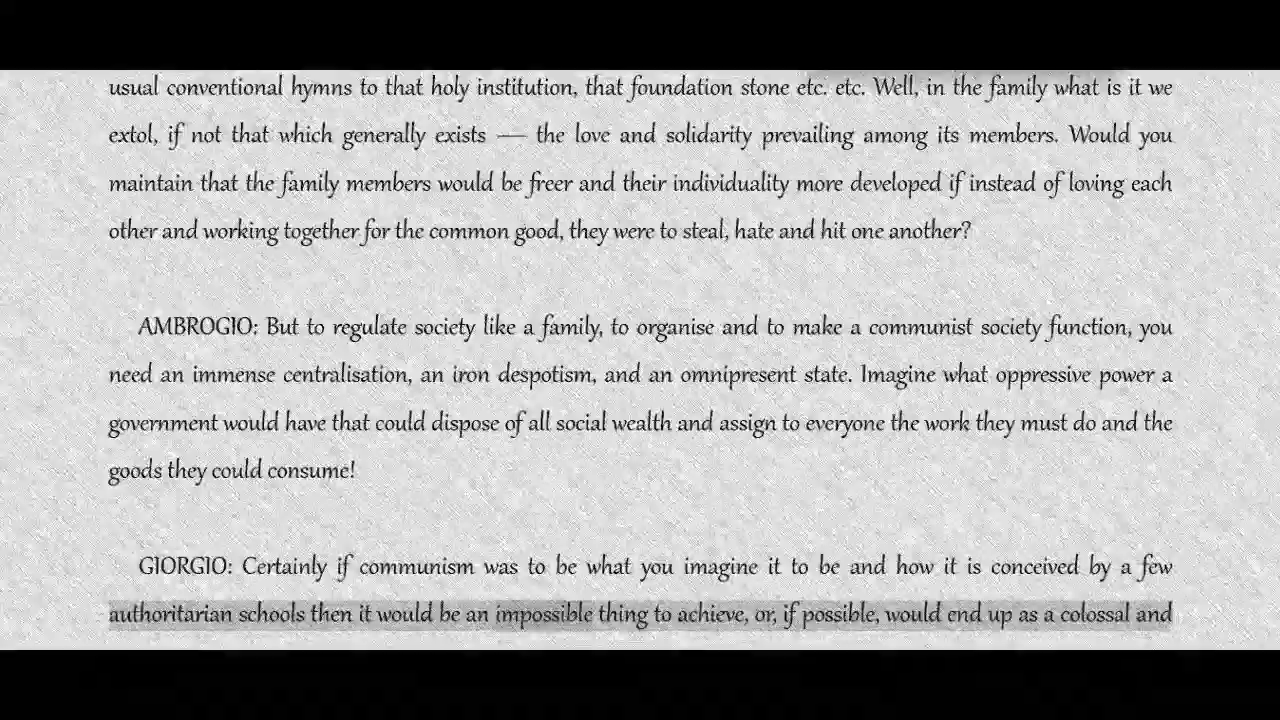 usual conventional hymns to that holy institution, that foundation stone etc. etc. Well, in the family what is it we
extol, if not that which generally exists — the love and solidarity prevailing among its members. Would you
maintain that the family members would be freer and their individuality more developed if instead of loving each
other and working together for the common good, they were to steal, hate and hit one another?
AMBROGIO: But to regulate society like a family, to organise and to make a communist society function, you
need an immense centralisation, an iron despotism, and an omnipresent state. Imagine what oppressive power a
government would have that could dispose of all social wealth and assign to everyone the work they must do and the
goods they could consume!
GIORGIO: Certainly if communism was to be what you imagine it to be and how it is conceived by a few
authoritarian schools then it would be an impossible thing to achieve, or, if possible, would end up as a colossal and